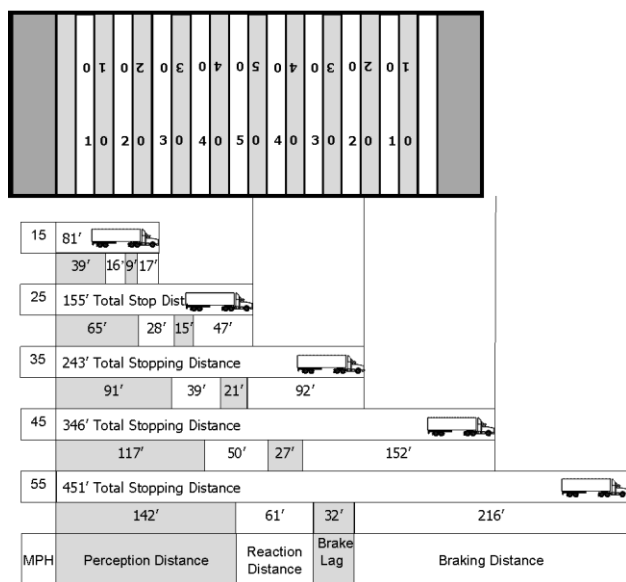 0 1 0 2 0 3 0 4 0 5 0 4 0 3 0 2 0 1
1 0 2 0 3 0 4 0 5 0 4 0 3 0 2 0 1 0
15 81′
39′ 16′ 9′ 17′
25 155′ Total Stop Dist
65′ 28′ 15′ 47′
35 243′ Total Stopping Distance
91′ 39′ 21′ 92′
45 346′ Total Stopping Distance
117′ 50′ 27′ 152′
55 451′ Total Stopping Distance
142′ 61′ 32′ 216′
MPH Perception Distance Reaction Distance Brake Lag Braking Distance